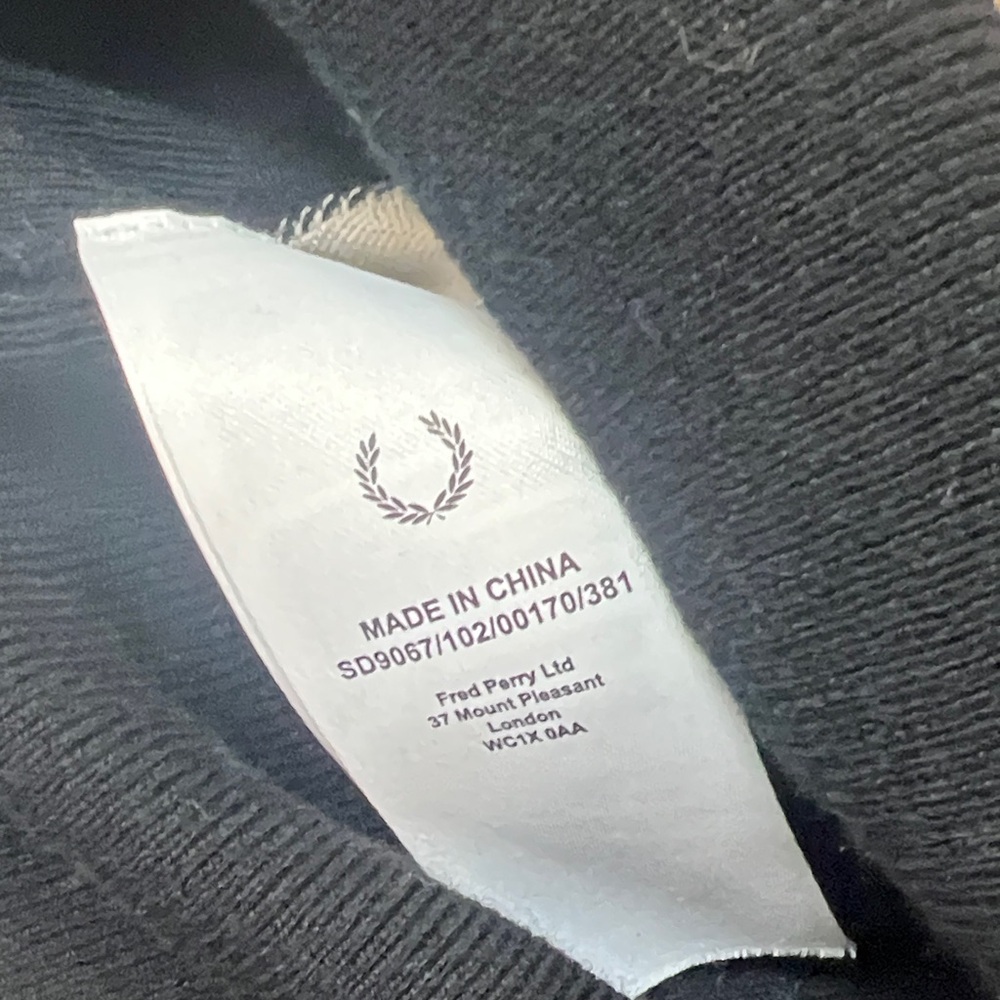 MADE IN CHINA
SD9067/102/00170/381
Fred Perry Ltd
37 Mount Pleasant
London
WC1X 0AA